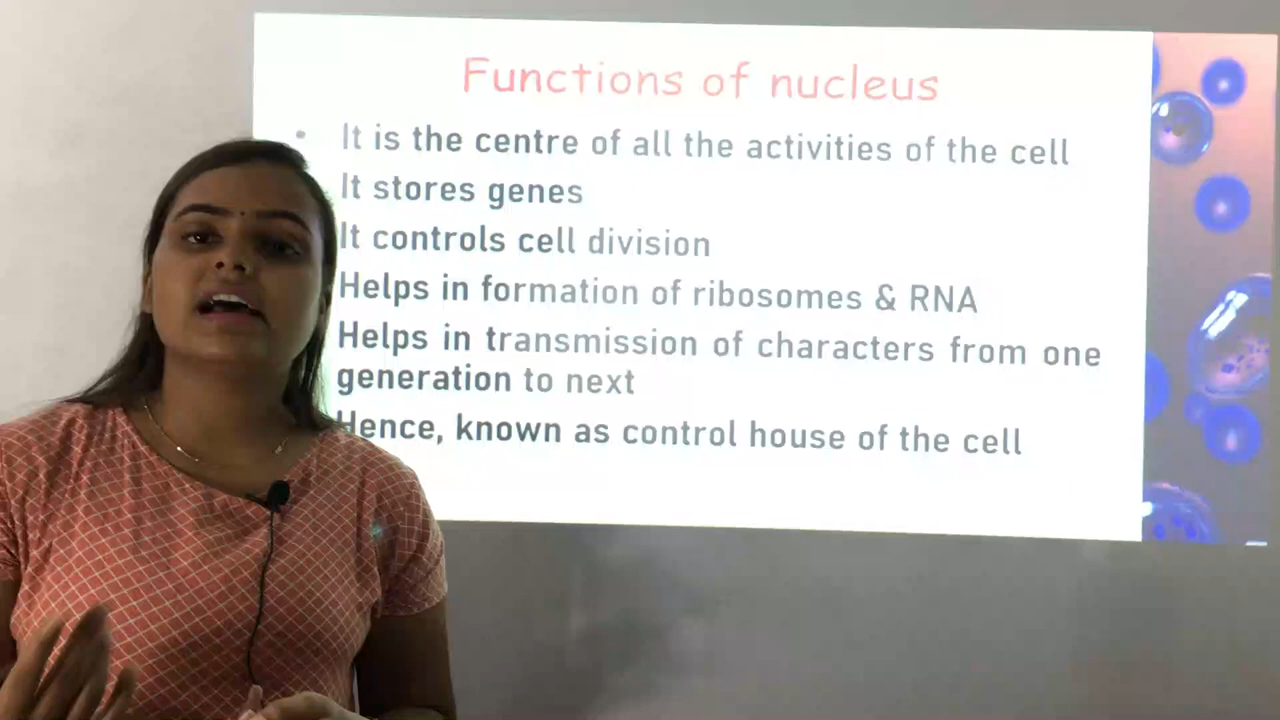 Functions of nucleus
• It is the centre of all the activities of the cell
It stores genes
It controls cell division
Helps in formation of ribosomes & RNA
Helps in transmission of characters from one
generation to next
Hence, known as control house of the cell